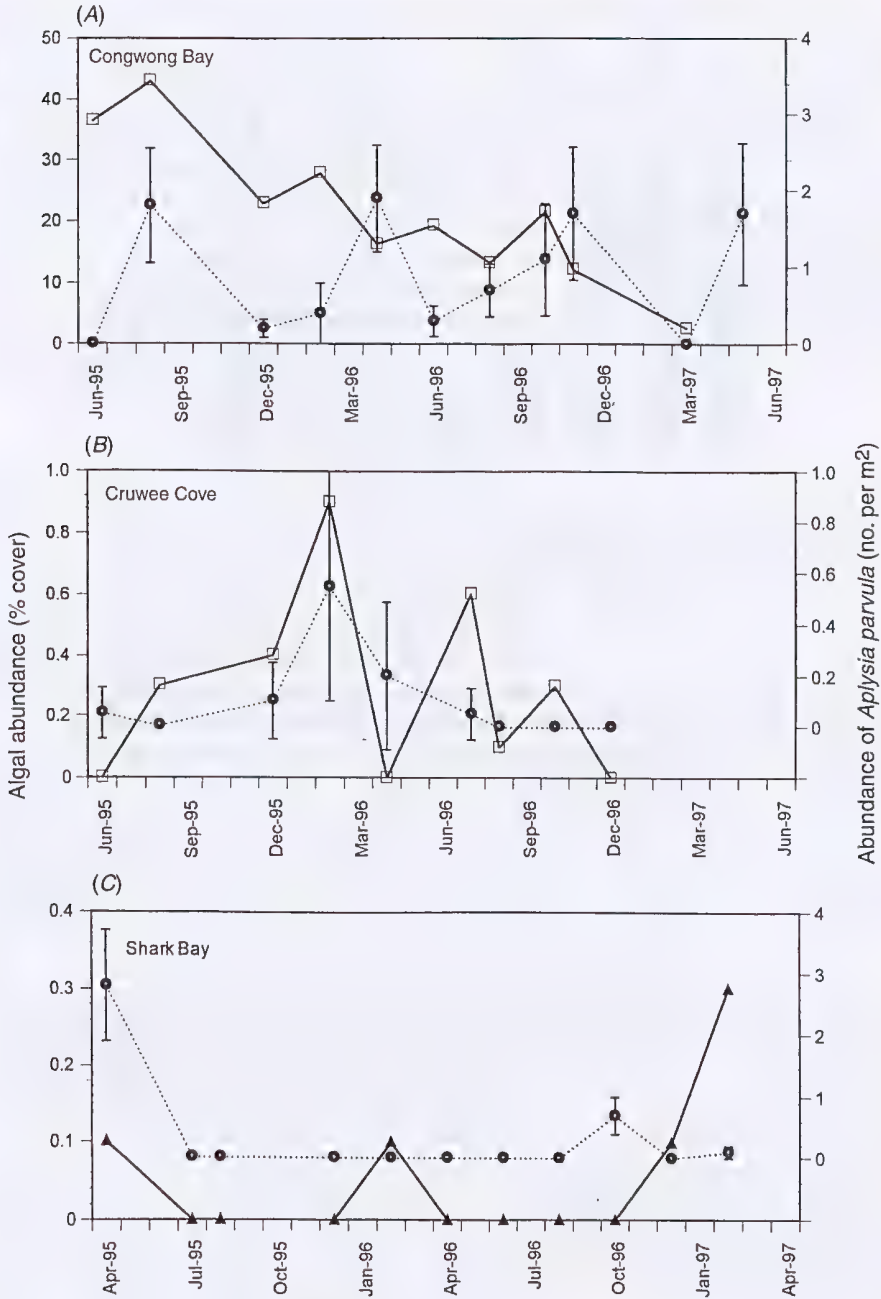 (A)
Congwong Bay
50
40
30
20
10
0
4
3
2
1
0
Jun-95
Sep-95
Dec-95
Mar-96
Jun-96
Sep-96
Dec-96
Mar-97
Jun-97
(B)
Cruwee Cove
Algal abundance (% cover)
1.0
0.8
0.6
0.4
0.2
0
1.0
0.8
0.6
0.4
0.2
0
Abundance of Aplysia parvula (no. per m²)
Jun-95
Sep-95
Dec-95
Mar-96
Jun-96
Sep-96
Dec-96
Mar-97
Jun-97
(C)
Shark Bay
0.4
0.3
0.2
0.1
0
4
3
2
1
0
Apr-95
Jul-95
Oct-95
Jan-96
Apr-96
Jul-96
Oct-96
Jan-97
Apr-97